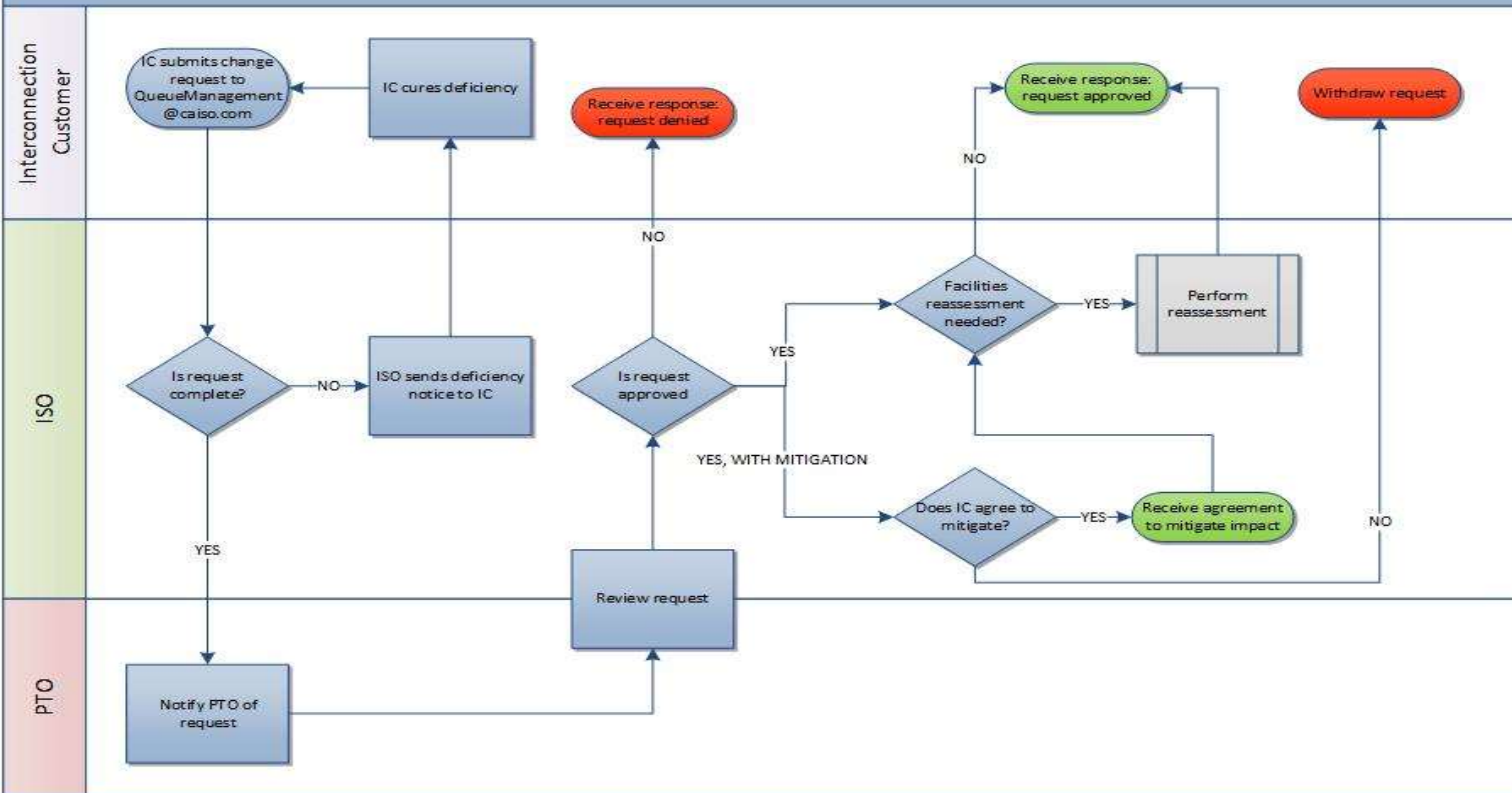 Interconnection
Customer
IC submits change
request to
QueueManagement
@caiso.com
IC cures deficiency
Receive response:
request denied
Receive response:
request approved
Withdraw request
NO
ISO
NO
Is request
complete?
NO
ISO sends deficiency
notice to IC
Is request
approved
YES
Facilities
reassessment
needed?
YES
Perform
reassessment
YES, WITH MITIGATION
Does IC agree to
mitigate?
YES
Receive agreement
to mitigate impact
NO
YES
Review request
PTO
Notify PTO of
request